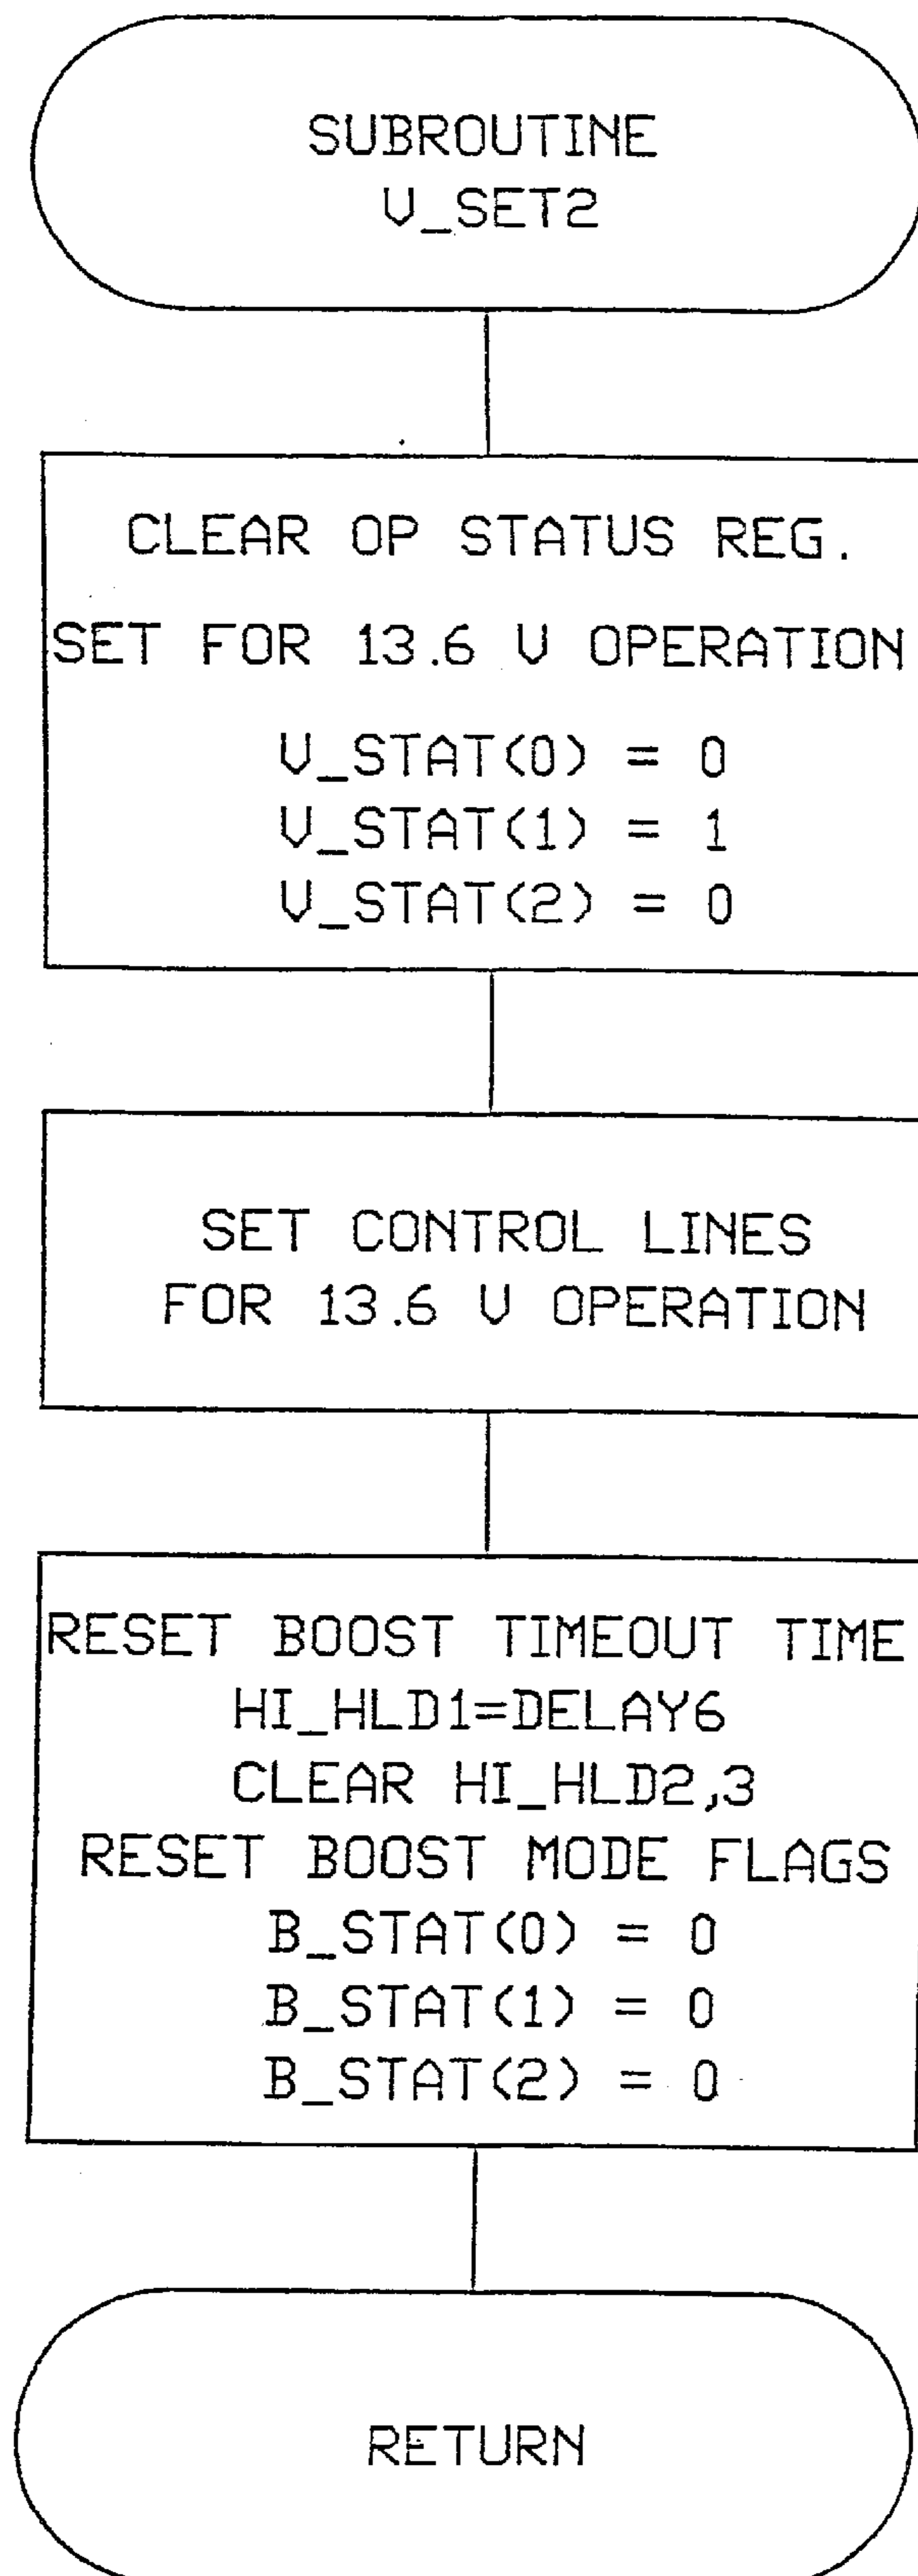 SUBROUTINE
V_SET2
CLEAR OP STATUS REG.
SET FOR 13.6 V OPERATION
V_STAT(0) = 0
V_STAT(1) = 1
V_STAT(2) = 0
SET CONTROL LINES
FOR 13.6 V OPERATION
RESET BOOST TIMEOUT TIME
HI_HLD1=DELAY6
CLEAR HI_HLD2,3
RESET BOOST MODE FLAGS
B_STAT(0) = 0
B_STAT(1) = 0
B_STAT(2) = 0
RETURN